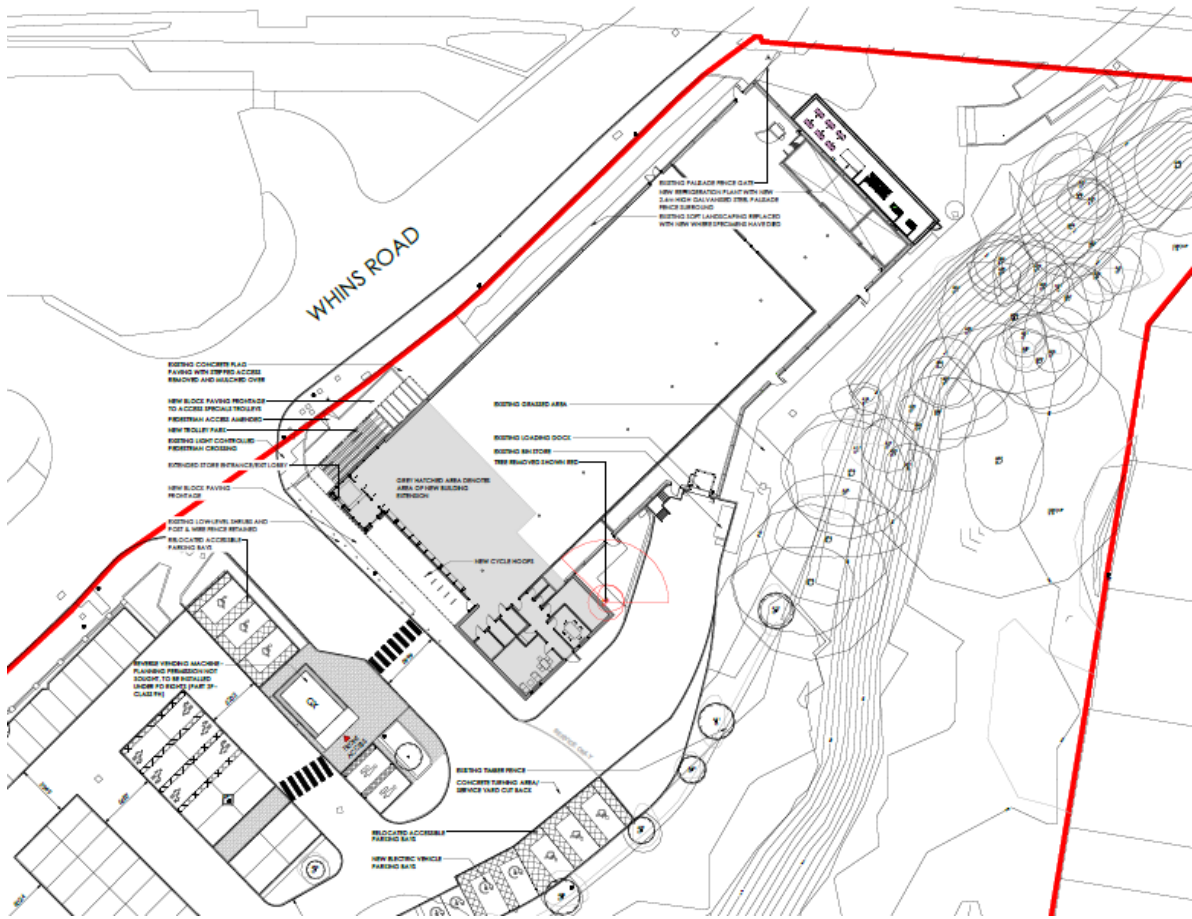 EXISTING PALISADE FENCE GATE
NEW REFRIGERATION PLANT WITH NEW
2.4m HIGH GALVANISED STEEL PALISADE
FENCE SURROUND
EXISTING SOFT LANDSCAPING REPLACED
WITH NEW WHERE SPECIMENS HAVE DIED
WHINS ROAD
EXISTING CONCRETE FLAG
PAVING WITH STEPPED ACCESS
REMOVED AND MULCHED OVER
NEW BLOCK PAVING FRONTAGE
TO ACCESS SPECIALS TROLLEYS
PEDESTRIAN ACCESS AMENDED
NEW TROLLEY PARK
EXISTING LIGHT CONTROLLED
PEDESTRIAN CROSSING
EXTENDED STORE ENTRANCE/EXIT LOBBY
NEW BLOCK PAVING
FRONTAGE
EXISTING LOW-LEVEL SHRUBS AND
POST & WIRE FENCE RETAINED
RELOCATED ACCESSIBLE
PARKING BAYS
EXISTING GRASSED AREA
EXISTING LOADING DOCK
EXISTING BIN STORE
TREE REMOVED SHOWN RED
GREY HATCHED AREA DENOTES
AREA OF NEW BUILDING
EXTENSION
NEW CYCLE HOOPS
REVERSE VENDING MACHINE -
PLANNING PERMISSION NOT
SOUGHT, TO BE INSTALLED
UNDER PD RIGHTS (PART 2F -
CLASS 9H)
EXISTING TIMBER FENCE
CONCRETE TURNING AREA/
SERVICE YARD CUT BACK
RELOCATED ACCESSIBLE
PARKING BAYS
NEW ELECTRIC VEHICLE
PARKING BAYS